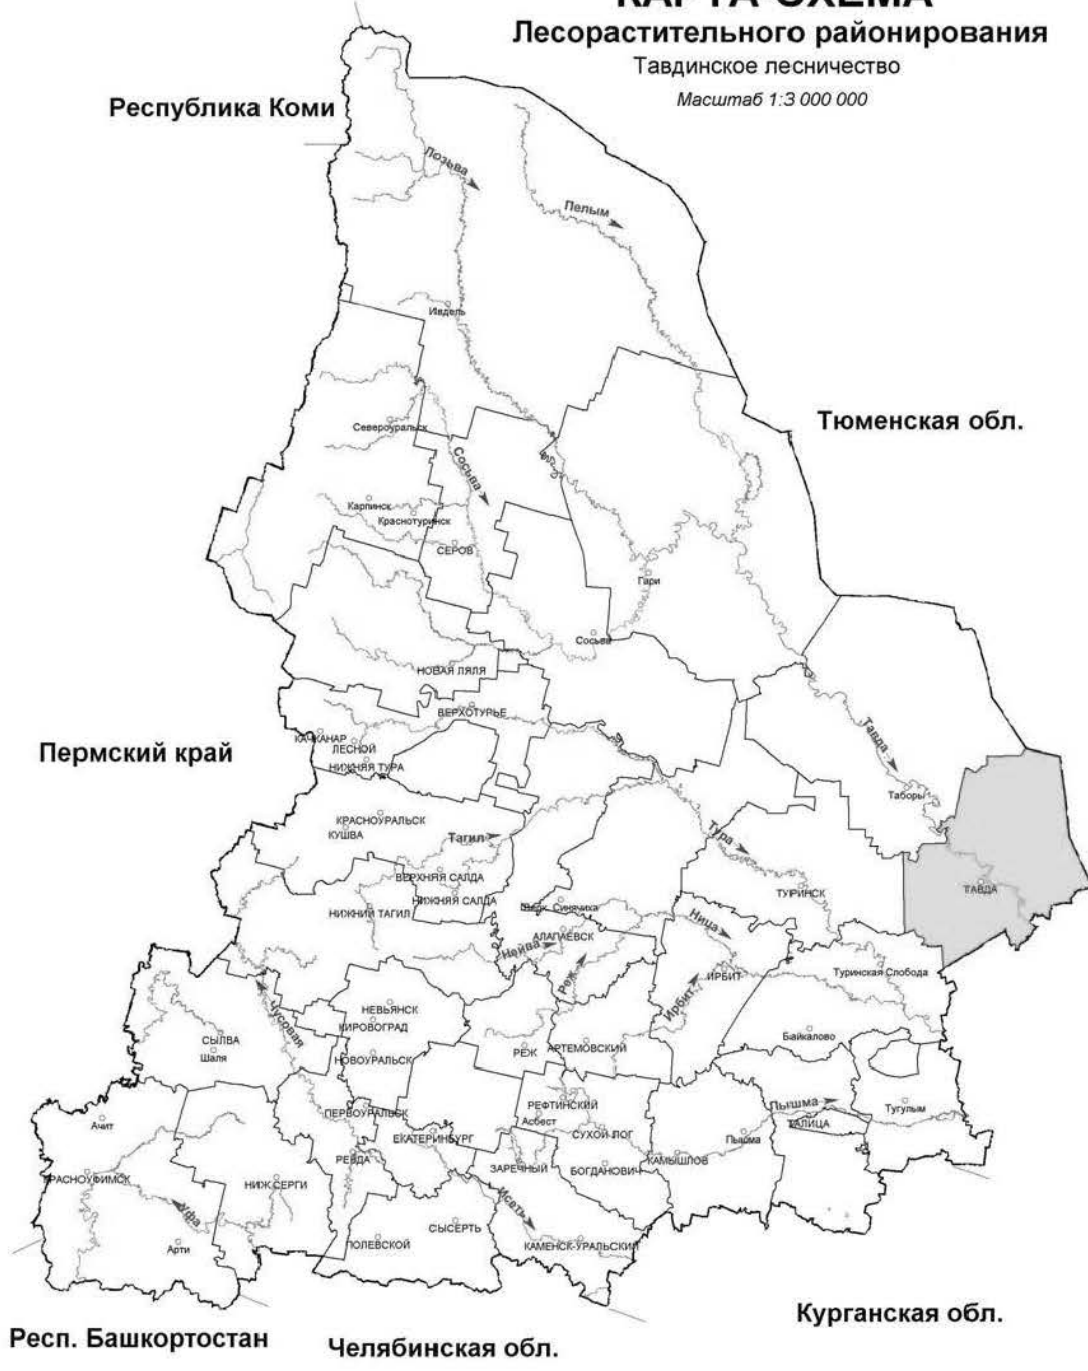 КАРТА-СХЕМА
Лесорастительного районирования
Тавдинское лесничество
Масштаб 1:3 000 000
Республика Коми
Лозьва
Пелым
Ивдель
Тюменская обл.
Североуральск
Сосьва
Карпинск
Краснотуринск
СЕРОВ
Гари
Сосьва
НОВАЯ ЛЯЛЯ
ВЕРХОТУРЬЕ
Тавда
КАЧКАНАР
ЛЕСНОЙ
НИЖНЯЯ ТУРА
Пермский край
Таборы
КРАСНОУРАЛЬСК
КУШВА
Тагил
Тура
ВЕРХНЯЯ САЛДА
НИЖНЯЯ САЛДА
ТУРИНСК
ТАВДА
НИЖНИЙ ТАГИЛ
Верх. Синячиха
Ница
АЛАПАЕВСК
Нейва
Реж
ИРБИТ
Ирбит
Туринская Слобода
НЕВЬЯНСК
КИРОВОГРАД
Чусовая
СЫЛВА
Шаля
НОВОУРАЛЬСК
РЕЖ
АРТЕМОВСКИЙ
Байкалово
ПЕРВОУРАЛЬСК
РЕФТИНСКИЙ
Асбест
Пышма
ТАЛИЦА
Тугулым
Ачит
ЕКАТЕРИНБУРГ
СУХОЙ ЛОГ
Пышма
РЕВДА
ЗАРЕЧНЫЙ
БОГДАНОВИЧ
КАМЫШЛОВ
КРАСНОУФИМСК
НИЖ.СЕРГИ
Уфа
Исеть
Арти
СЫСЕРТЬ
ПОЛЕВСКОЙ
КАМЕНСК-УРАЛЬСКИЙ
Курганская обл.
Респ. Башкортостан
Челябинская обл.